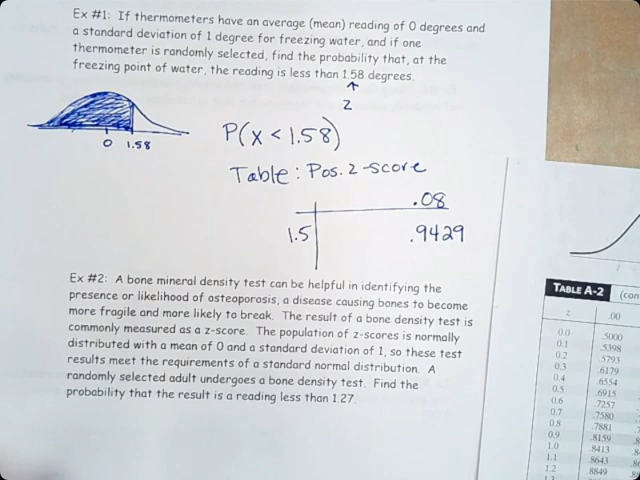 Ex #1: If thermometers have an average (mean) reading of 0 degrees and
a standard deviation of 1 degree for freezing water, and if one
thermometer is randomly selected, find the probability that, at the
freezing point of water, the reading is less than 1.58 degrees.
z
0 1.58
P(x < 1.58)
Table: Pos. z-score
.08
1.5 .9429
Ex #2: A bone mineral density test can be helpful in identifying the
presence or likelihood of osteoporosis, a disease causing bones to become
more fragile and more likely to break. The result of a bone density test is
commonly measured as a z-score. The population of z-scores is normally
distributed with a mean of 0 and a standard deviation of 1, so these test
results meet the requirements of a standard normal distribution. A
randomly selected adult undergoes a bone density test. Find the
probability that the result is a reading less than 1.27.
TABLE A-2 (con
z .00
0.0 .5000
0.1 .5398
0.2 .5793
0.3 .6179
0.4 .6554
0.5 .6915
0.6 .7257
0.7 .7580
0.8 .7881
0.9 .8159
1.0 .8413
1.1 .8643
1.2 .8849